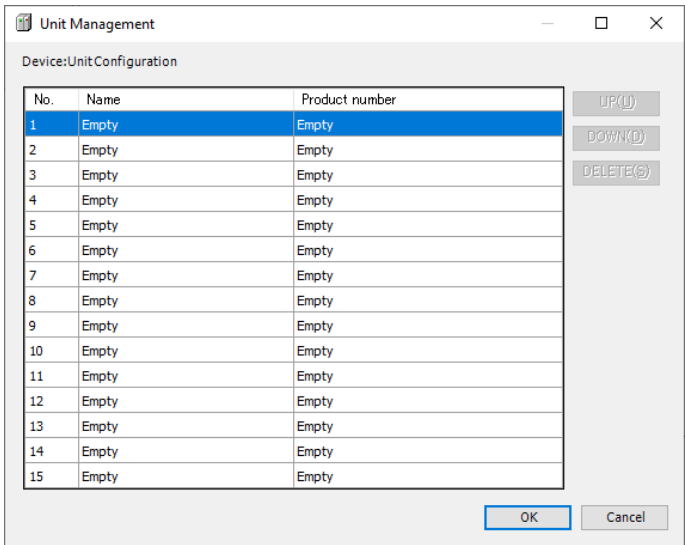 Unit Management
Device:UnitConfiguration
No. Name Product number
1 Empty Empty
2 Empty Empty
3 Empty Empty
4 Empty Empty
5 Empty Empty
6 Empty Empty
7 Empty Empty
8 Empty Empty
9 Empty Empty
10 Empty Empty
11 Empty Empty
12 Empty Empty
13 Empty Empty
14 Empty Empty
15 Empty Empty
UP(U)
DOWN(D)
DELETE(S)
OK Cancel